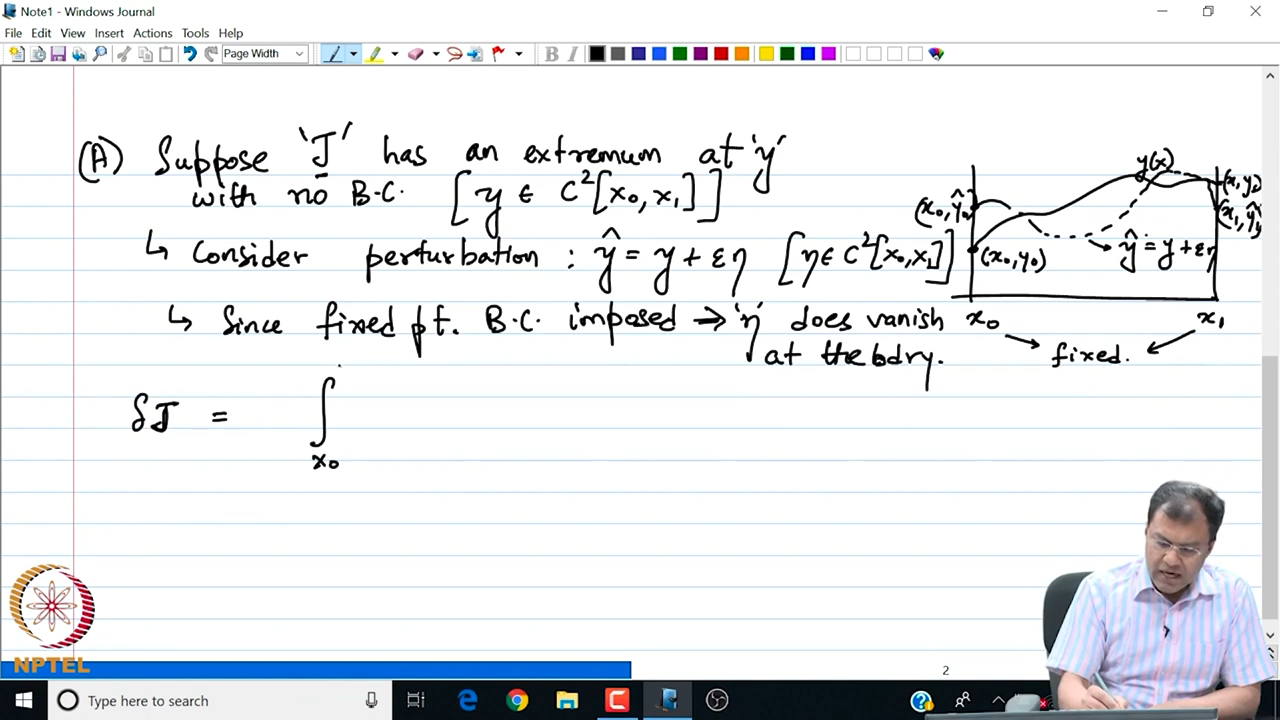 Note1 - Windows Journal
File Edit View Insert Actions Tools Help
Page Width
B I
(A) Suppose 'J' has an extremum at 'y'
with no B.C. [y ∈ C²[x₀, x₁]]
↳ Consider perturbation : ŷ = y + εη [η ∈ C²[x₀,x₁]]
↳ Since fixed pt. B.C. imposed → 'η' does vanish
at the bdry.
δJ = ∫
x₀
y(x)
(x₀, ŷ₀)
(x₀, y₀)
ŷ = y + εη
x₀ x₁
fixed.
NPTEL
2
Type here to search